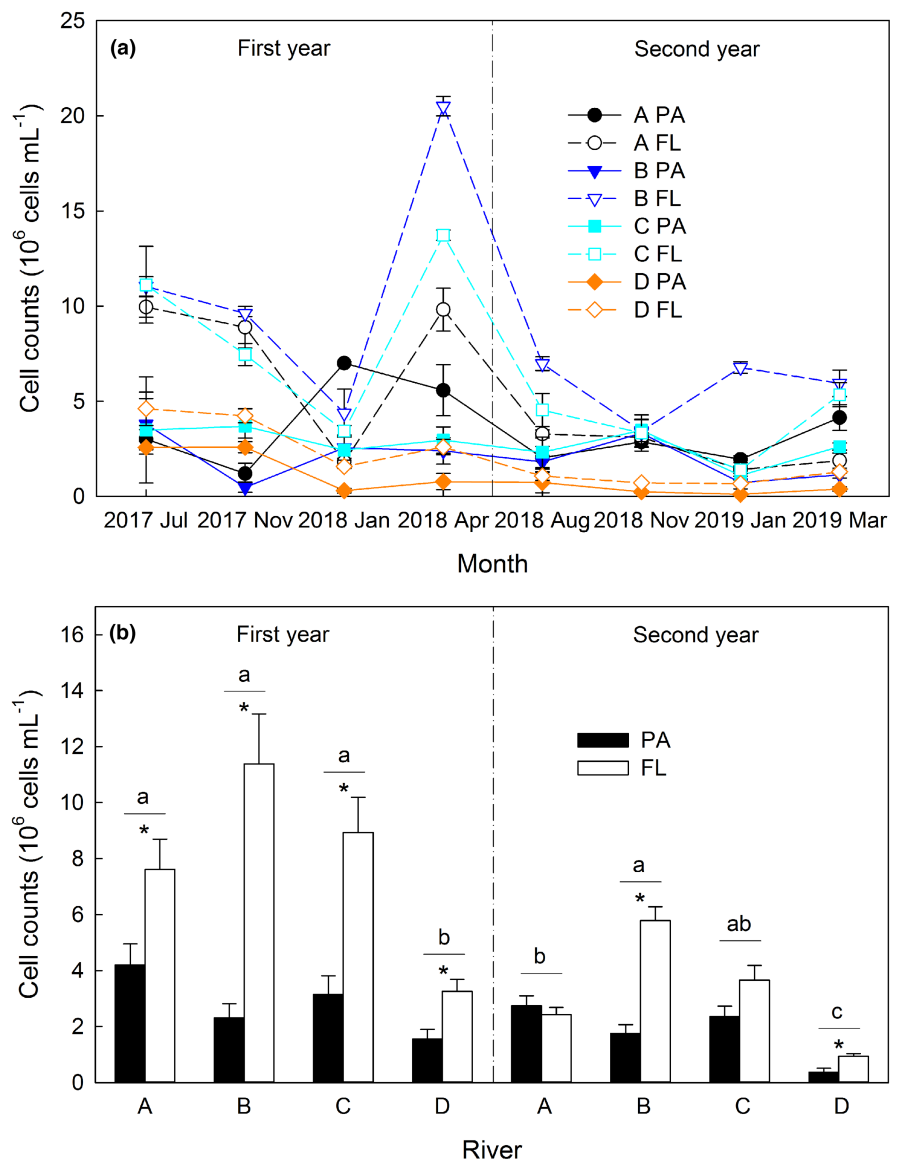 (a) First year Second year
25
20
15
10
5
0
Cell counts (10⁶ cells mL⁻¹)
A PA
A FL
B PA
B FL
C PA
C FL
D PA
D FL
2017 Jul 2017 Nov 2018 Jan 2018 Apr 2018 Aug 2018 Nov 2019 Jan 2019 Mar
Month
(b) First year Second year
16
14
12
10
8
6
4
2
0
Cell counts (10⁶ cells mL⁻¹)
PA
FL
a
*
a
*
a
*
b
*
b
a
*
ab
c
*
A B C D A B C D
River